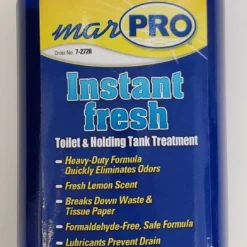 marPRO
Order No. 7-2728
Instant
fresh
Toilet & Holding Tank Treatment
- Heavy-Duty Formula
Quickly Eliminates Odors
- Fresh Lemon Scent
- Breaks Down Waste &
Tissue Paper
- Formaldehyde-Free, Safe Formula
- Lubricants Prevent Drain